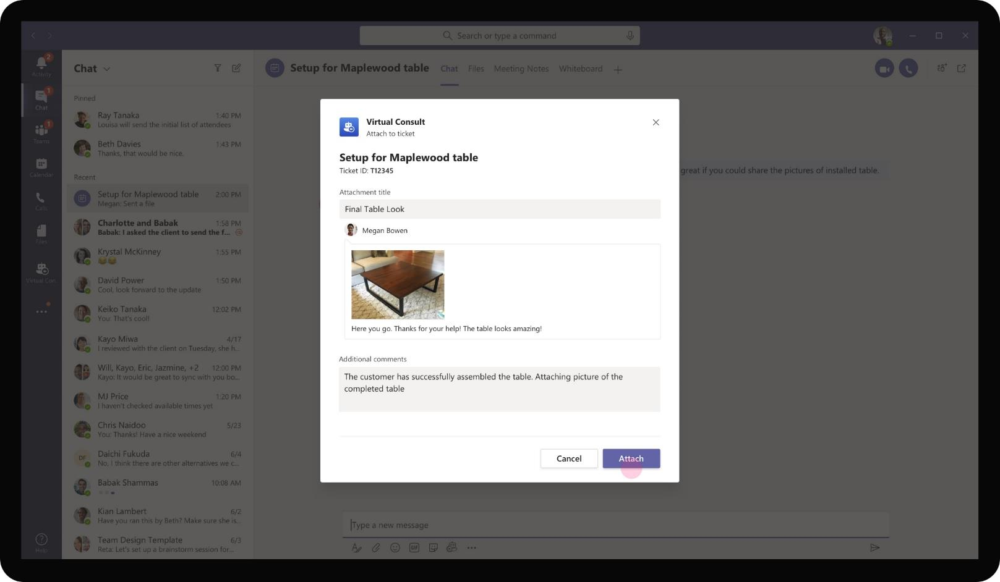 Search or type a command
2
Activity
1
Chat
1
Teams
Calendar
Calls
Files
Virtual Con.
Help
Chat
Pinned
Ray Tanaka 1:40 PM
Louisa will send the initial list of attendees
Beth Davies 1:43 PM
Thanks, that would be nice.
Recent
Setup for Maplewood table 2:00 PM
Megan: Sent a file
Charlotte and Babak 1:58 PM
Babak: I asked the client to send the f...
Krystal McKinney 1:55 PM
😂😂
David Power 1:50 PM
Cool, look forward to the update
Keiko Tanaka 12:02 PM
You: That's cool!
Kayo Miwa 4/17
I reviewed with the client on Tuesday, she h...
Will, Kayo, Eric, Jazmine, +2 12:00 PM
Kayo: It would be great to sync with you bo...
MJ Price 1:20 PM
I haven't checked available times yet
Chris Naidoo 5/23
You: Thanks! Have a nice weekend
DF
Daichi Fukuda 6/4
No, I think there are other alternatives we c...
Babak Shammas 10:08 AM
Kian Lambert 6/2
Have you ran this by Beth? Make sure she is...
Team Design Template 6/3
Reta: Let's set up a brainstorm session for...
Setup for Maplewood table Chat Files Meeting Notes Whiteboard
great if you could share the pictures of installed table.
Virtual Consult
Attach to ticket
Setup for Maplewood table
Ticket ID: T12345
Attachment title
Final Table Look
Megan Bowen
Here you go. Thanks for your help! The table looks amazing!
Additional comments
The customer has successfully assembled the table. Attaching picture of the
completed table
Cancel Attach
Type a new message
GIF